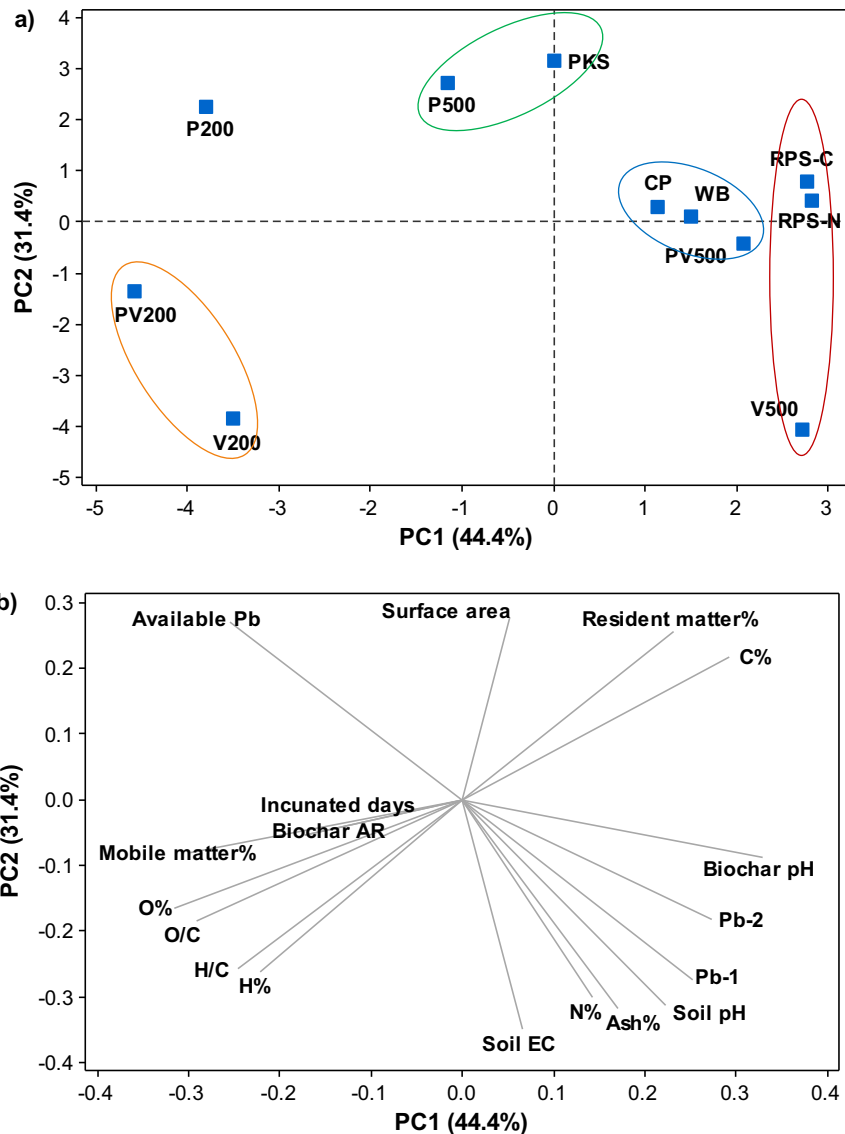 a)
4
3
2
1
0
-1
-2
-3
-4
-5
PC2 (31.4%)
PKS
P500
P200
RPS-C
CP
WB
RPS-N
PV500
PV200
V500
V200
-5
-4
-3
-2
-1
0
1
2
3
PC1 (44.4%)
b)
0.3
0.2
0.1
0.0
-0.1
-0.2
-0.3
-0.4
PC2 (31.4%)
Surface area
Available Pb
Resident matter%
C%
Incunated days
Biochar AR
Mobile matter%
Biochar pH
O%
Pb-2
O/C
H/C
Pb-1
H%
N%
Soil pH
Ash%
Soil EC
-0.4
-0.3
-0.2
-0.1
0.0
0.1
0.2
0.3
0.4
PC1 (44.4%)